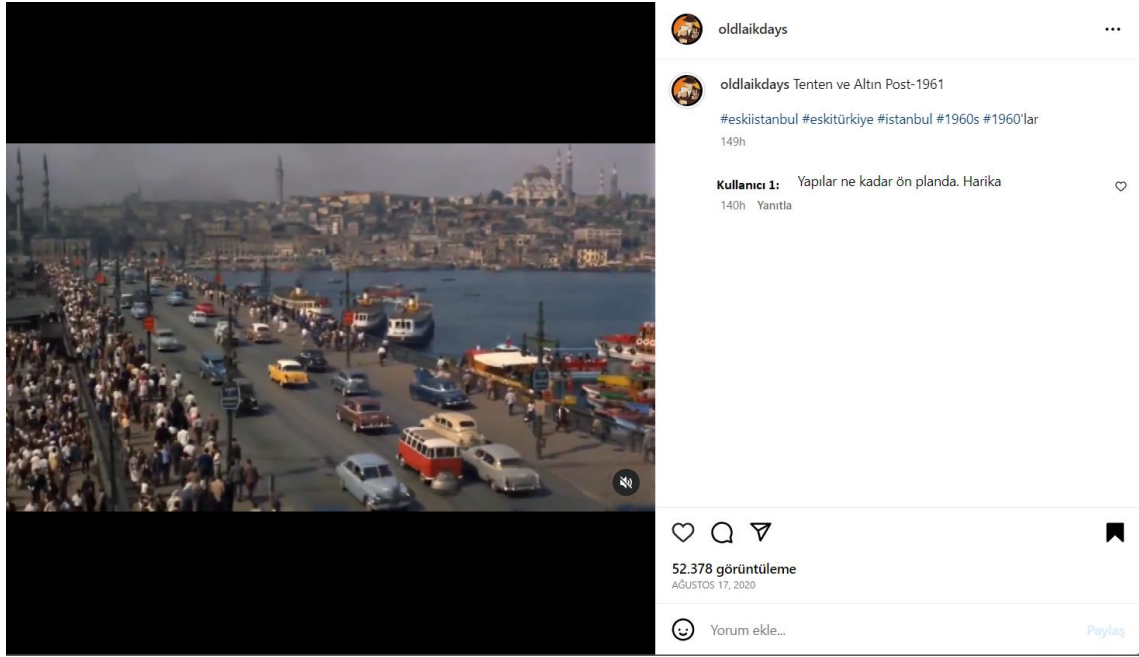 oldlaikdays
oldlaikdays Tenten ve Altın Post-1961
#eskiistanbul #eskitürkiye #istanbul #1960s #1960'lar
149h
Kullanıcı 1: Yapılar ne kadar ön planda. Harika
140h Yanıtla
52.378 görüntüleme
AĞUSTOS 17, 2020
Yorum ekle...
Paylaş